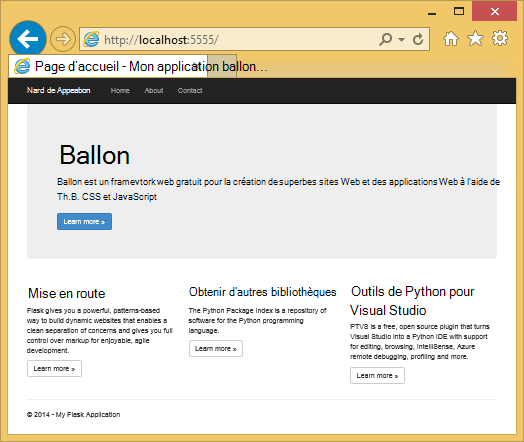 http://localhost:5555/
Page d'accueil - Mon application ballon...
Nard de Appeabon Home About Contact
Ballon
Ballon est un framevtork web gratuit pour la création de superbes sites Web et des applications Web à l'aide de
Th.B. CSS et JavaScript
Learn more »
Mise en route
Flask gives you a powerful, patterns-based
way to build dynamic websites that enables a
clean separation of concerns and gives you full
control over markup for enjoyable, agile
development.
Learn more »
Obtenir d'autres bibliothèques
The Python Package Index is a repository of
software for the Python programming
language.
Learn more »
Outils de Python pour
Visual Studio
PTVS is a free, open source plugin that turns
Visual Studio into a Python IDE with support
for editing, browsing, IntelliSense, Azure
remote debugging, profiling and more.
Learn more »
© 2014 - My Flask Application